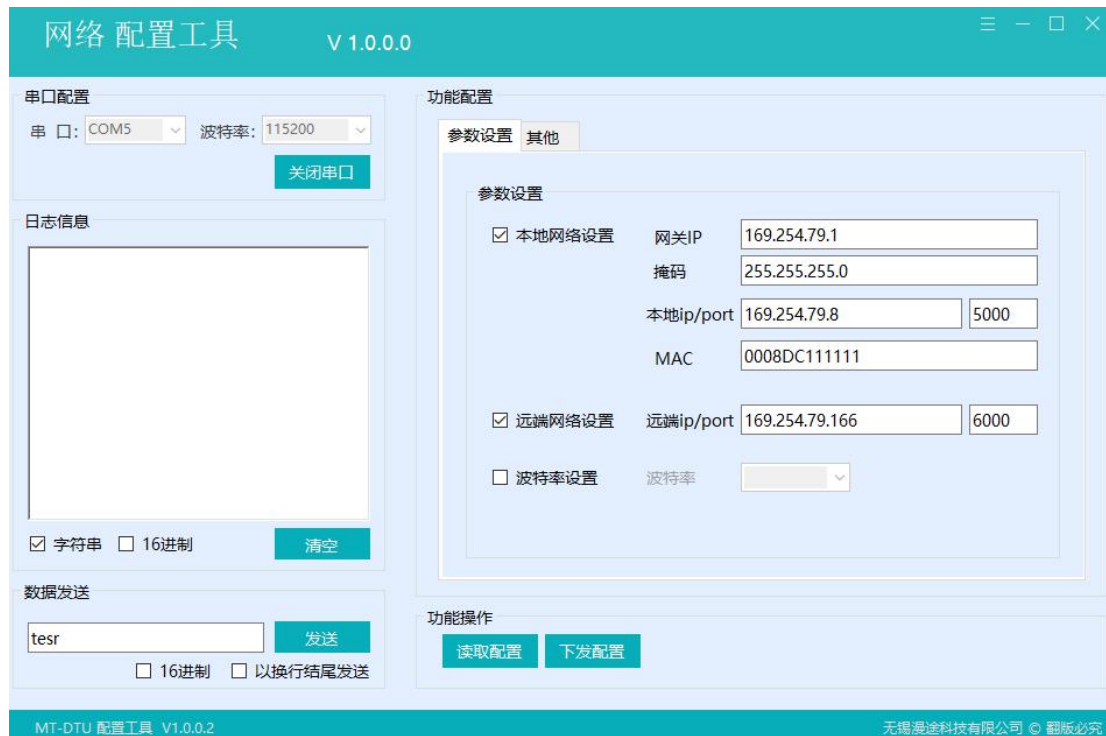 网络 配置工具 V 1.0.0.0
串口配置
串 口: COM5 波特率: 115200
关闭串口
日志信息
字符串 16进制 清空
数据发送
tesr 发送
16进制 以换行结尾发送
功能配置
参数设置 其他
参数设置
本地网络设置 网关IP 169.254.79.1
掩码 255.255.255.0
本地ip/port 169.254.79.8 5000
MAC 0008DC111111
远端网络设置 远端ip/port 169.254.79.166 6000
波特率设置 波特率
功能操作
读取配置 下发配置
MT-DTU 配置工具 V1.0.0.2 无锡漫途科技有限公司 © 翻版必究